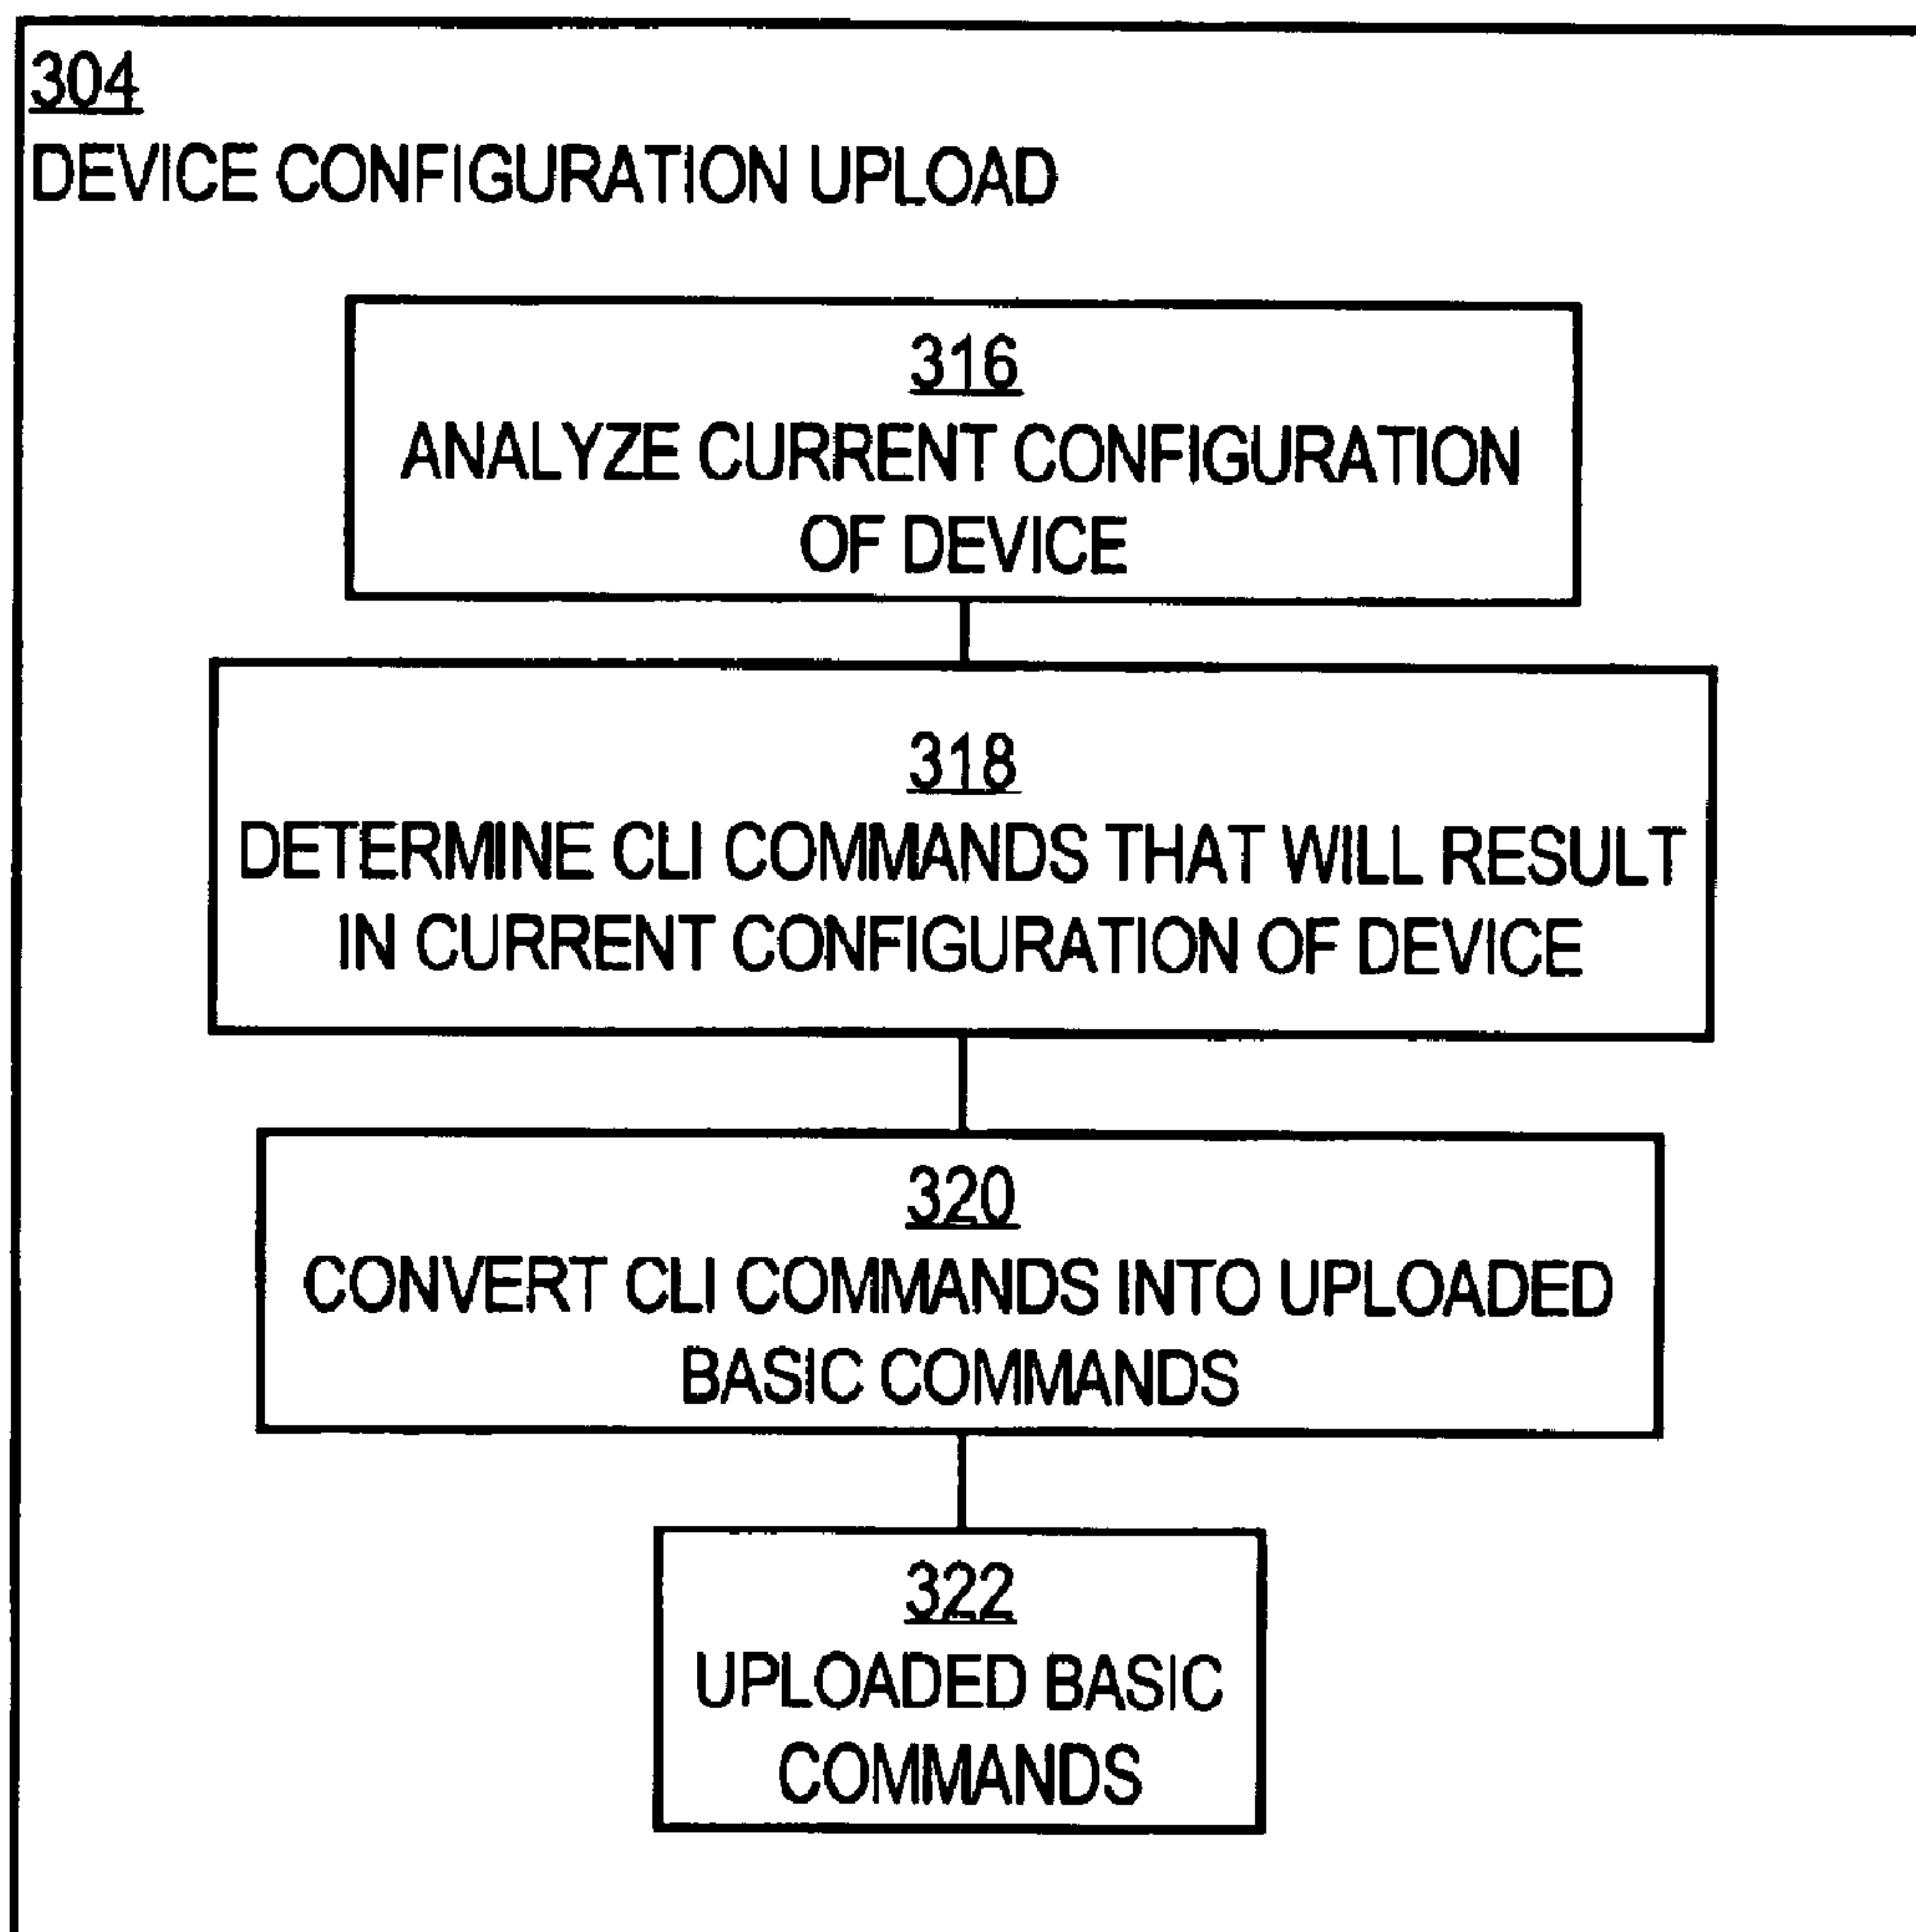 304
DEVICE CONFIGURATION UPLOAD
316
ANALYZE CURRENT CONFIGURATION
OF DEVICE
318
DETERMINE CLI COMMANDS THAT WILL RESULT
IN CURRENT CONFIGURATION OF DEVICE
320
CONVERT CLI COMMANDS INTO UPLOADED
BASIC COMMANDS
322
UPLOADED BASIC
COMMANDS